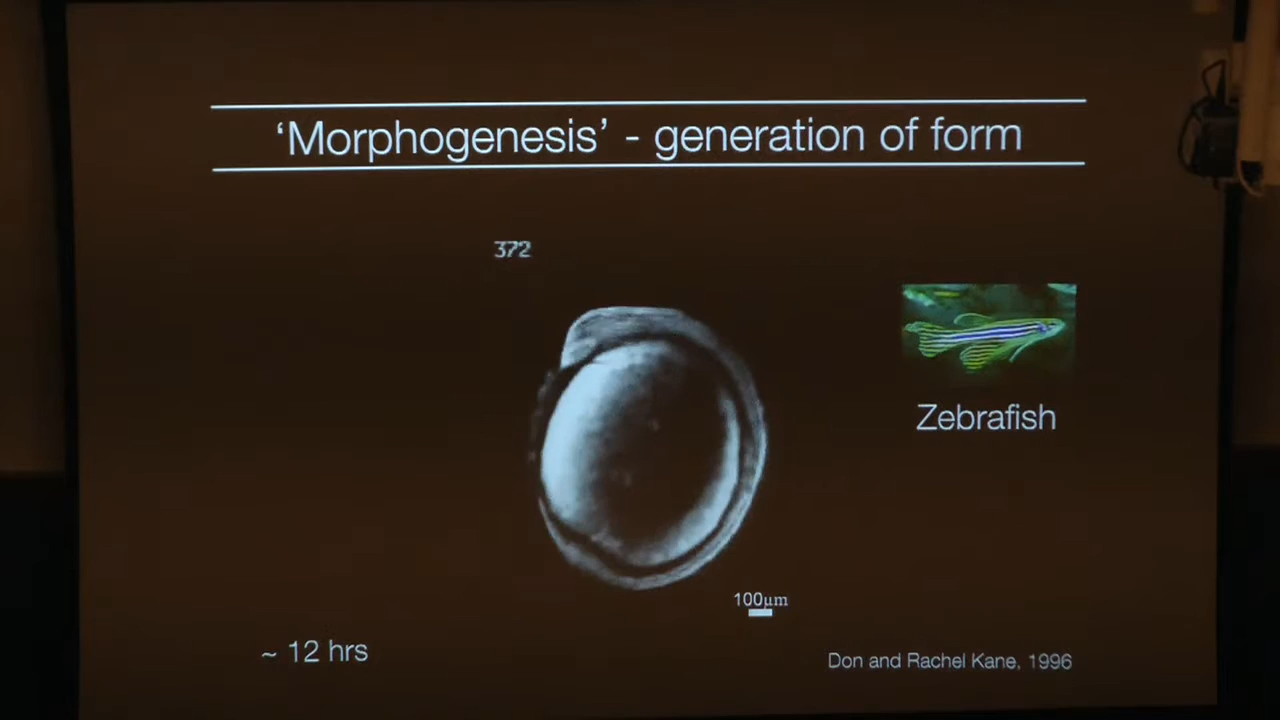 ‘Morphogenesis’ - generation of form
372
Zebrafish
100µm
~ 12 hrs
Don and Rachel Kane, 1996